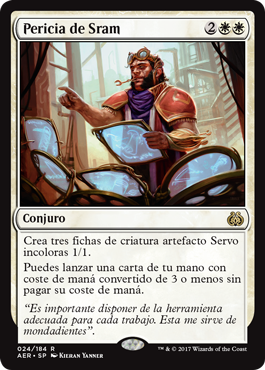 Pericia de Sram 2
Conjuro
Crea tres fichas de criatura artefacto Servo
incoloras 1/1.
Puedes lanzar una carta de tu mano con
coste de maná convertido de 3 o menos sin
pagar su coste de maná.
“Es importante disponer de la herramienta
adecuada para cada trabajo. Esta me sirve de
mondadientes”.
024/184 R
AER • SP KIERAN YANNER
™ & © 2017 Wizards of the Coast